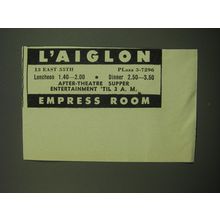 L'AIGLON
13 EAST 55TH PLaza 3-7296
Luncheon 1.40—2.00 • Dinner 2.50—3.50
AFTER-THEATRE SUPPER
ENTERTAINMENT 'TIL 3 A. M.
EMPRESS ROOM